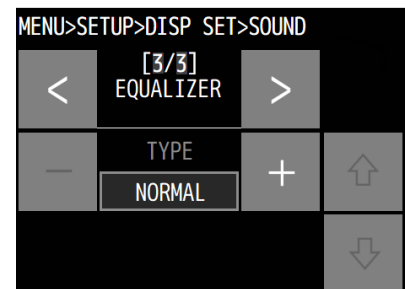 MENU>SETUP>DISP SET>SOUND
[3/3]
EQUALIZER
< >
TYPE
- +
NORMAL